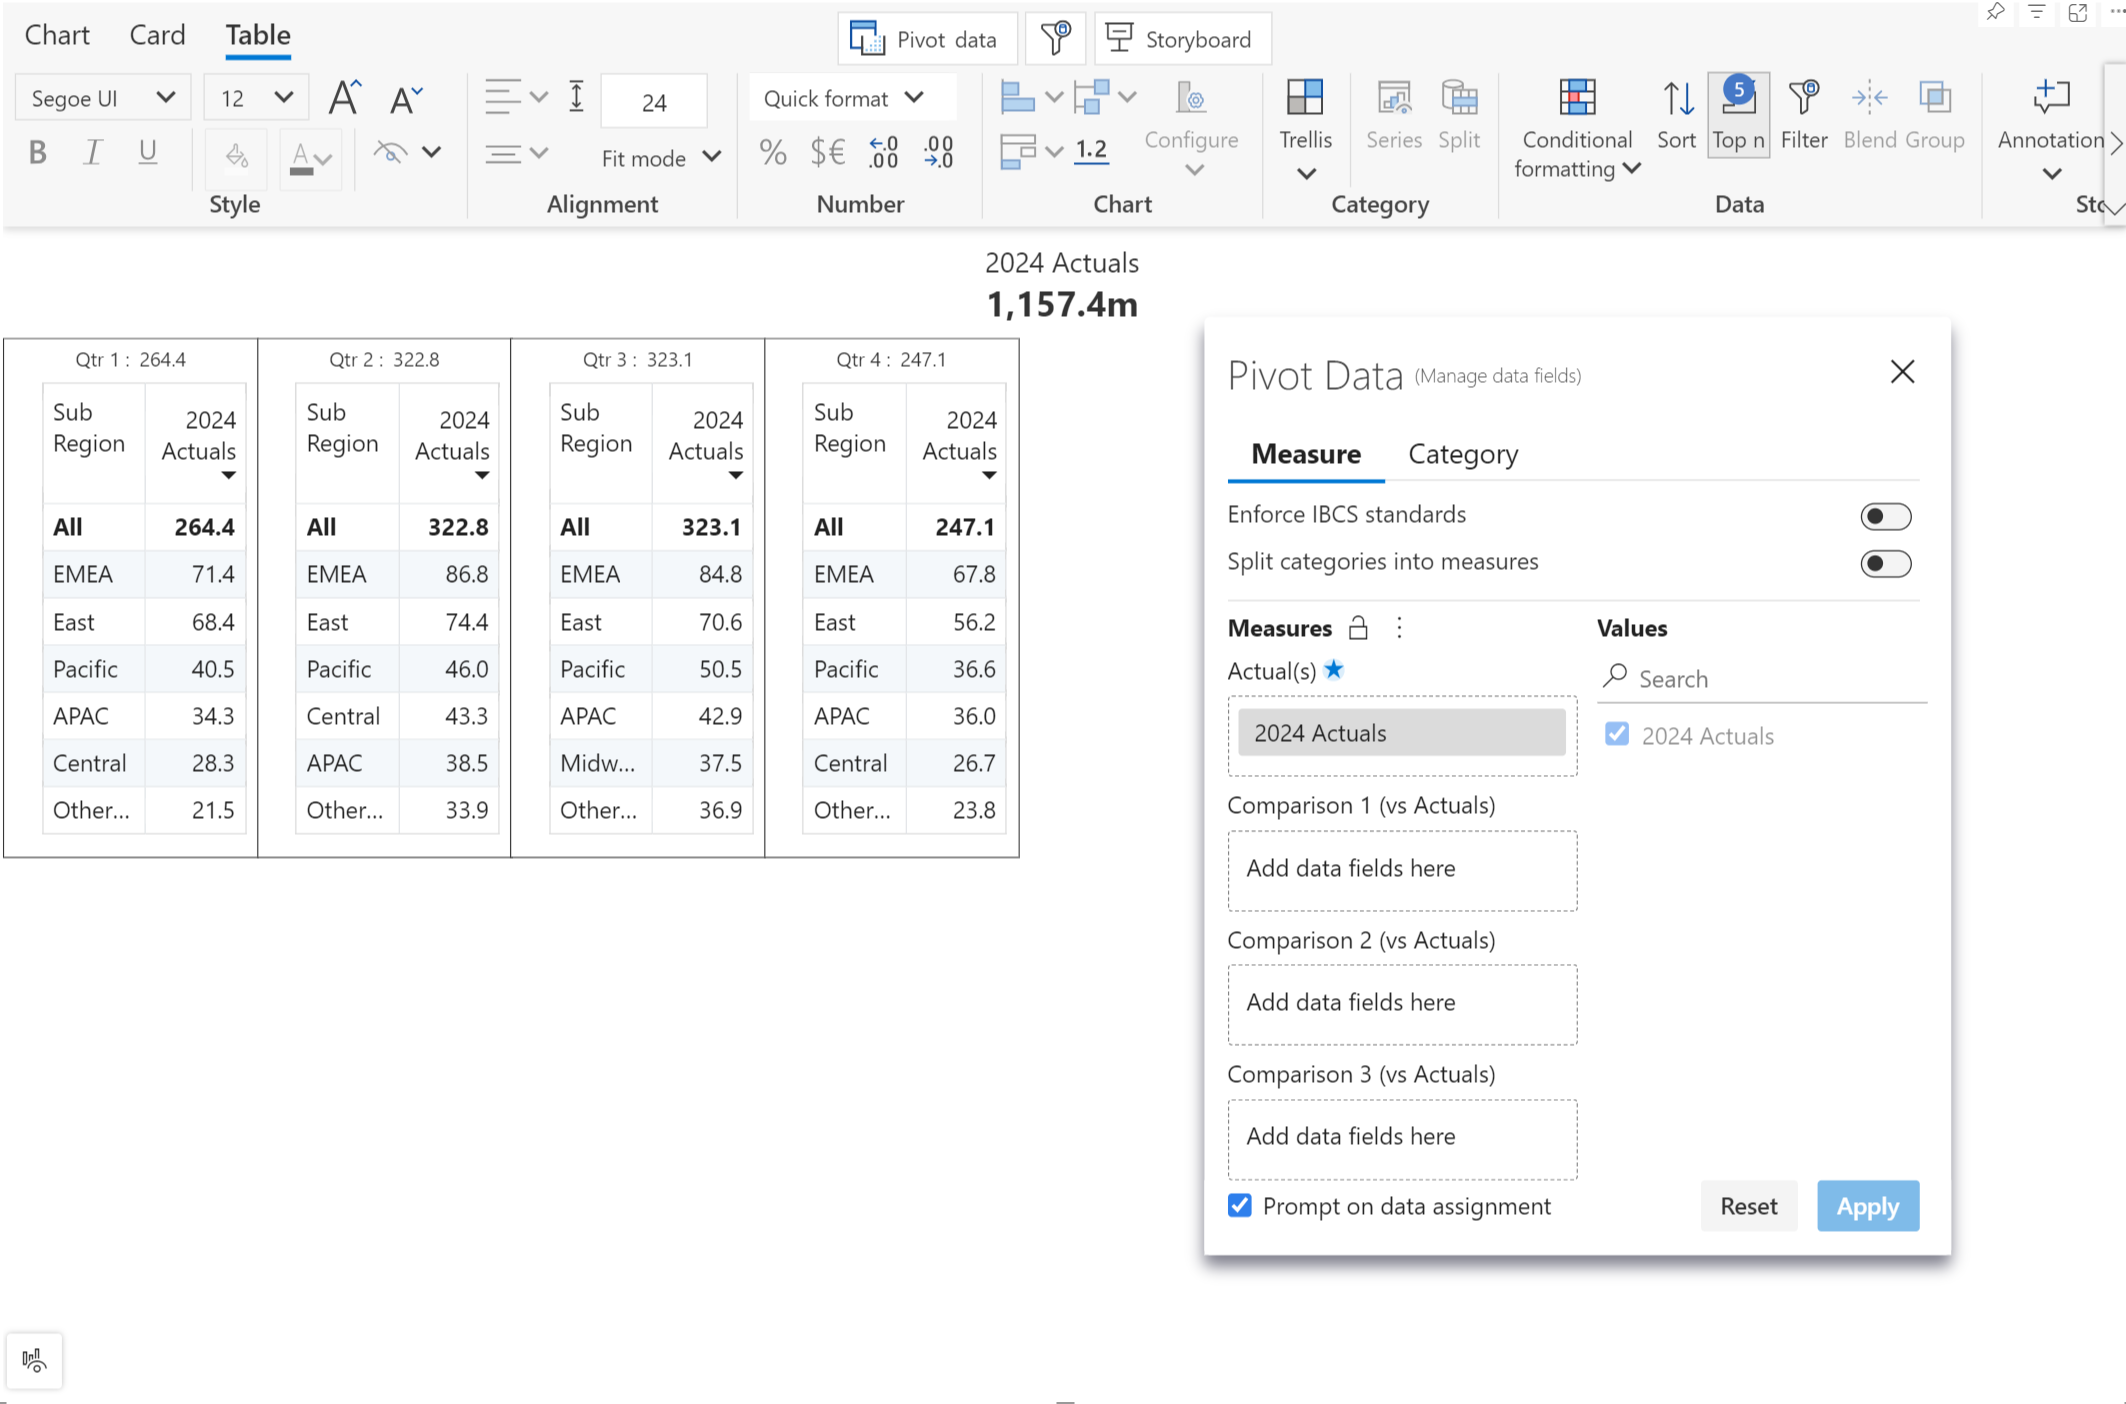 Chart Card Table
Pivot data Storyboard
Segoe UI 12 A A 24 Quick format
B I U A Fit mode % $€ .0 .00 .00 .0 1.2 Configure
Trellis Series Split
Conditional formatting Sort 5 Top n Filter Blend Group Annotation
Style Alignment Number Chart Category Data Stc
2024 Actuals
1,157.4m
Qtr 1 : 264.4
Sub Region 2024 Actuals
All 264.4
EMEA 71.4
East 68.4
Pacific 40.5
APAC 34.3
Central 28.3
Other... 21.5
Qtr 2 : 322.8
Sub Region 2024 Actuals
All 322.8
EMEA 86.8
East 74.4
Pacific 46.0
Central 43.3
APAC 38.5
Other... 33.9
Qtr 3 : 323.1
Sub Region 2024 Actuals
All 323.1
EMEA 84.8
East 70.6
Pacific 50.5
APAC 42.9
Midw... 37.5
Other... 36.9
Qtr 4 : 247.1
Sub Region 2024 Actuals
All 247.1
EMEA 67.8
East 56.2
Pacific 36.6
APAC 36.0
Central 26.7
Other... 23.8
Pivot Data (Manage data fields)
Measure Category
Enforce IBCS standards
Split categories into measures
Measures
Actual(s)
2024 Actuals
Comparison 1 (vs Actuals)
Add data fields here
Comparison 2 (vs Actuals)
Add data fields here
Comparison 3 (vs Actuals)
Add data fields here
Values
Search
2024 Actuals
Prompt on data assignment
Reset Apply